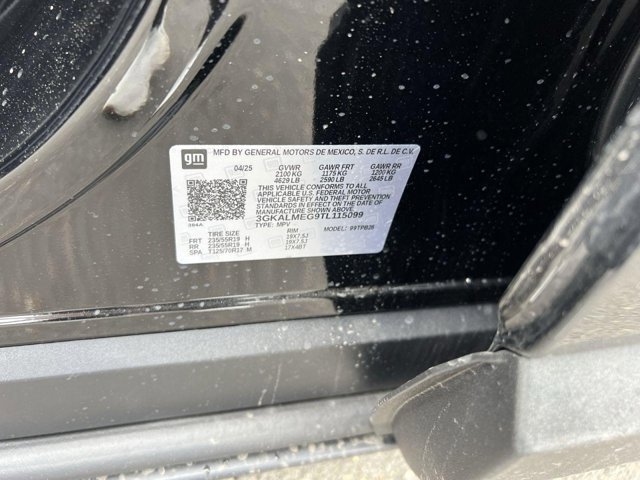 gm
MFD BY GENERAL MOTORS DE MEXICO, S. DE R.L. DE C.V.
04/25 GVWR GAWR FRT GAWR RR
2100 KG 1175 KG 1200 KG
4629 LB 2590 LB 2645 LB
THIS VEHICLE CONFORMS TO ALL
APPLICABLE U.S. FEDERAL MOTOR
VEHICLE SAFETY AND THEFT PREVENTION
STANDARDS IN EFFECT ON THE DATE OF
MANUFACTURE SHOWN ABOVE.
3GKALMEG9TL115099
TYPE: MPV MODEL: 99TPB26
TIRE SIZE RIM
FRT 235/55R19 H 19X7.5J
RR 235/55R19 H 19X7.5J
SPA T125/70R17 M 17X4BT